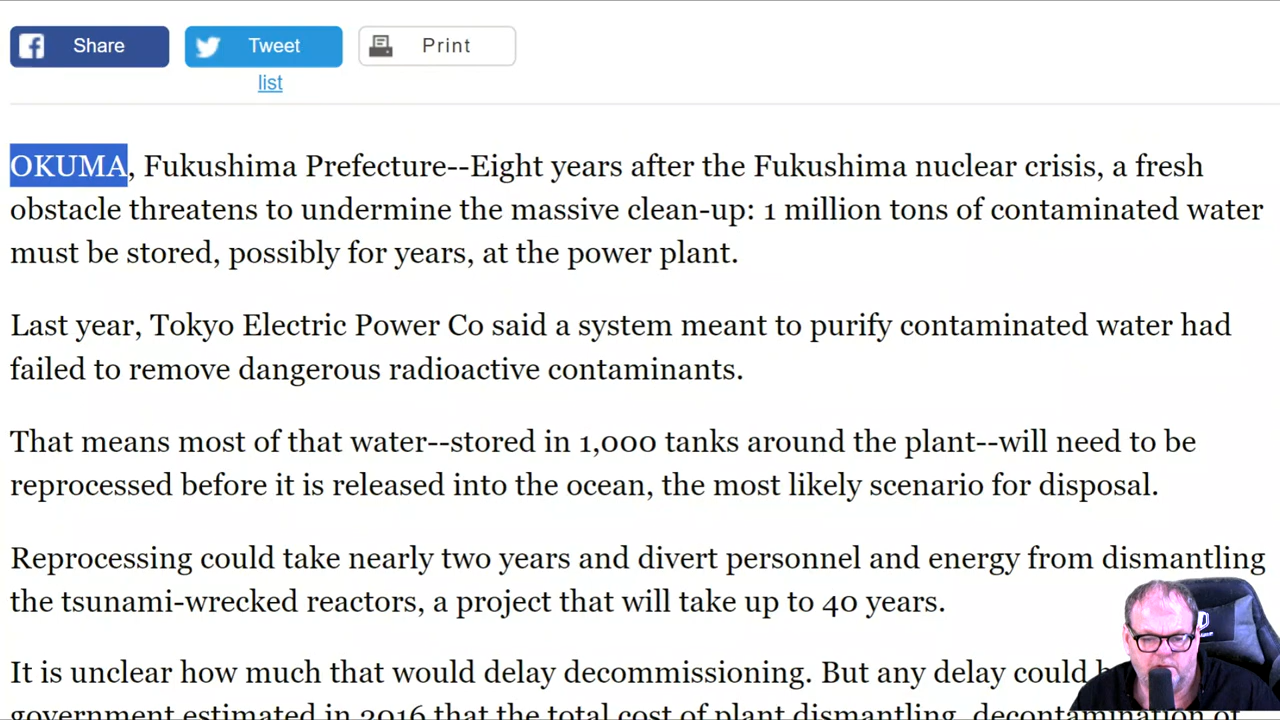 Share Tweet Print
list
OKUMA, Fukushima Prefecture--Eight years after the Fukushima nuclear crisis, a fresh
obstacle threatens to undermine the massive clean-up: 1 million tons of contaminated water
must be stored, possibly for years, at the power plant.
Last year, Tokyo Electric Power Co said a system meant to purify contaminated water had
failed to remove dangerous radioactive contaminants.
That means most of that water--stored in 1,000 tanks around the plant--will need to be
reprocessed before it is released into the ocean, the most likely scenario for disposal.
Reprocessing could take nearly two years and divert personnel and energy from dismantling
the tsunami-wrecked reactors, a project that will take up to 40 years.
It is unclear how much that would delay decommissioning. But any delay could
government estimated in 2016 that the total cost of plant dismantling, decontamination